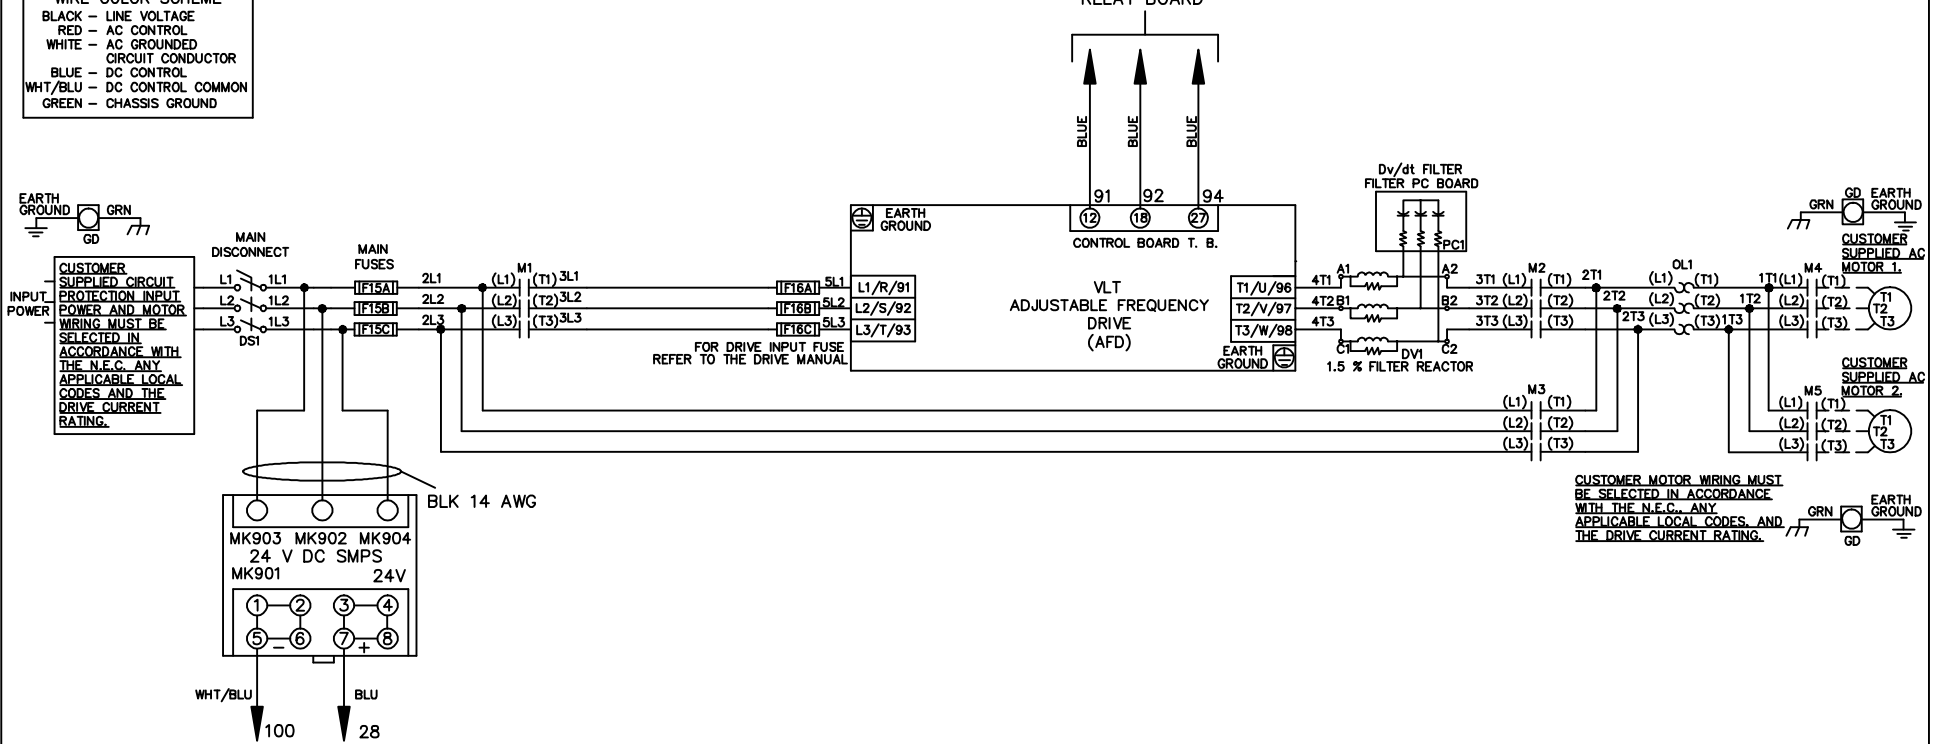 WIRE COLOR SCHEME
BLACK – LINE VOLTAGE
RED – AC CONTROL
WHITE – AC GROUNDED
CIRCUIT CONDUCTOR
BLUE – DC CONTROL
WHT/BLU – DC CONTROL COMMON
GREEN – CHASSIS GROUND
RELAY BOARD
BLUE
BLUE
BLUE
91
92
94
12
18
27
CONTROL BOARD T. B.
EARTH
GROUND
GRN
GD
INPUT
POWER
CUSTOMER
SUPPLIED CIRCUIT
PROTECTION INPUT
POWER AND MOTOR
WIRING MUST BE
SELECTED IN
ACCORDANCE WITH
THE N.E.C. ANY
APPLICABLE LOCAL
CODES AND THE
DRIVE CURRENT
RATING.
MAIN
DISCONNECT
L1
1L1
L2
1L2
L3
1L3
DS1
MAIN
FUSES
F15A
F15B
F15C
2L1
2L2
2L3
M1
(L1)
(T1)
3L1
(L2)
(T2)
3L2
(L3)
(T3)
3L3
F16A
5L1
F16B
5L2
F16C
5L3
FOR DRIVE INPUT FUSE
REFER TO THE DRIVE MANUAL
EARTH
GROUND
L1/R/91
L2/S/92
L3/T/93
VLT
ADJUSTABLE FREQUENCY
DRIVE
(AFD)
T1/U/96
T2/V/97
T3/W/98
EARTH
GROUND
Dv/dt FILTER
FILTER PC BOARD
PC1
4T1
A1
A2
4T2
B1
B2
4T3
C1
C2
DV1
1.5 % FILTER REACTOR
3T1
(L1)
M2
(T1)
2T1
3T2
(L2)
(T2)
2T2
3T3
(L3)
(T3)
2T3
OL1
(L1)
(T1)
1T1
(L2)
(T2)
1T2
(L3)
(T3)
1T3
M4
(L1)
(T1)
(L2)
(T2)
(L3)
(T3)
T1
T2
T3
GRN
GD
EARTH
GROUND
CUSTOMER
SUPPLIED AC
MOTOR 1.
M3
(L1)
(T1)
(L2)
(T2)
(L3)
(T3)
CUSTOMER
SUPPLIED AC
MOTOR 2.
M5
(L1)
(T1)
(L2)
(T2)
(L3)
(T3)
T1
T2
T3
CUSTOMER MOTOR WIRING MUST
BE SELECTED IN ACCORDANCE
WITH THE N.E.C., ANY
APPLICABLE LOCAL CODES, AND
THE DRIVE CURRENT RATING.
GRN
GD
EARTH
GROUND
BLK 14 AWG
MK903 MK902 MK904
24 V DC SMPS
MK901
24V
1
2
3
4
5
6
7
8
–
+
WHT/BLU
BLU
100
28